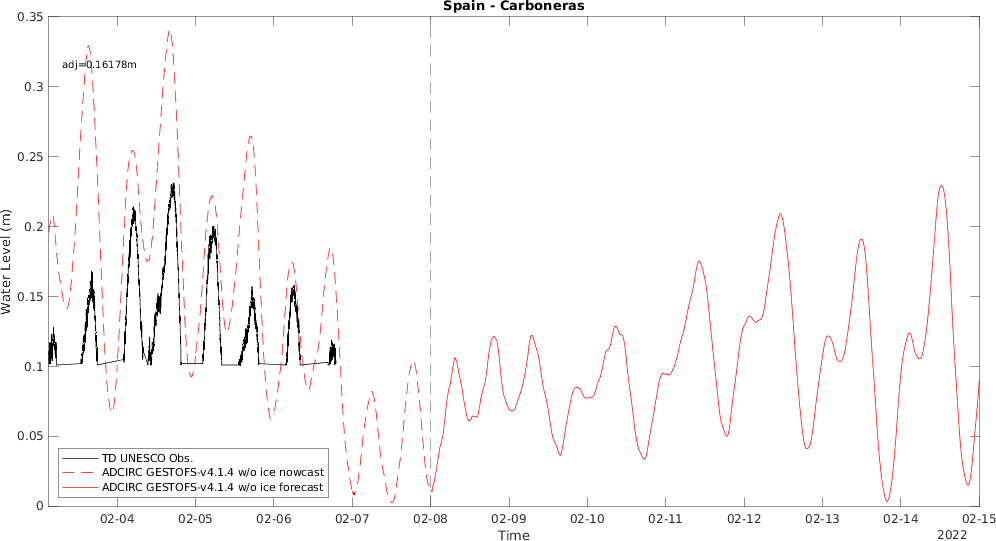 Spain - Carboneras
0.35
0.3
0.25
0.2
0.15
0.1
0.05
0
Water Level (m)
adj=0.16178m
TD UNESCO Obs.
ADCIRC GESTOFS-v4.1.4 w/o ice nowcast
ADCIRC GESTOFS-v4.1.4 w/o ice forecast
02-04 02-05 02-06 02-07 02-08 02-09 02-10 02-11 02-12 02-13 02-14 02-15
Time
2022